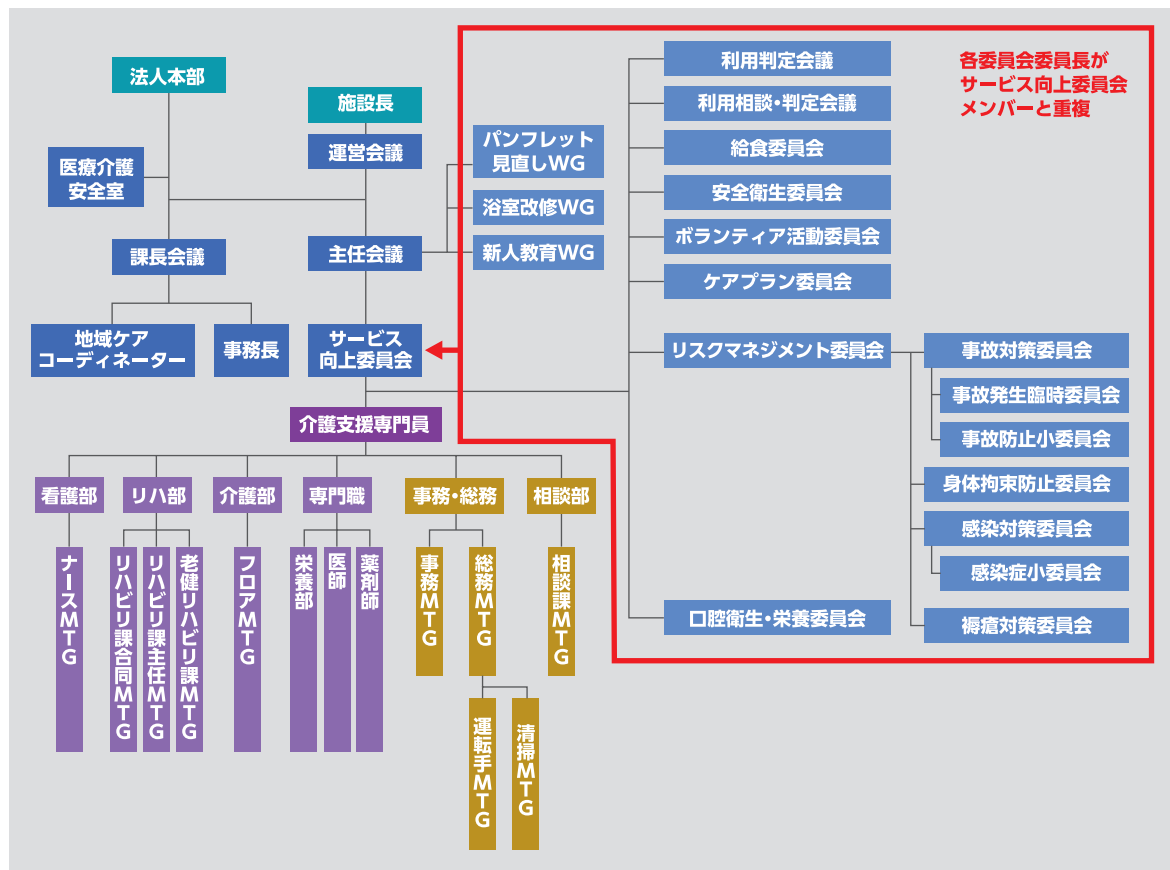 法人本部
医療介護
安全室
課長会議
地域ケア
コーディネーター
事務長
施設長
運営会議
主任会議
サービス
向上委員会
介護支援専門員
パンフレット
見直しWG
浴室改修WG
新人教育WG
各委員会委員長が
サービス向上委員会
メンバーと重複
利用判定会議
利用相談・判定会議
給食委員会
安全衛生委員会
ボランティア活動委員会
ケアプラン委員会
リスクマネジメント委員会
口腔衛生・栄養委員会
事故対策委員会
事故発生臨時委員会
事故防止小委員会
身体拘束防止委員会
感染対策委員会
感染症小委員会
褥瘡対策委員会
看護部
リハ部
介護部
専門職
事務・総務
相談部
ナースMTG
リハビリ課合同MTG
リハビリ課主任MTG
老健リハビリ課MTG
フロアMTG
栄養部
医師
薬剤師
事務MTG
総務MTG
相談課MTG
運転手MTG
清掃MTG